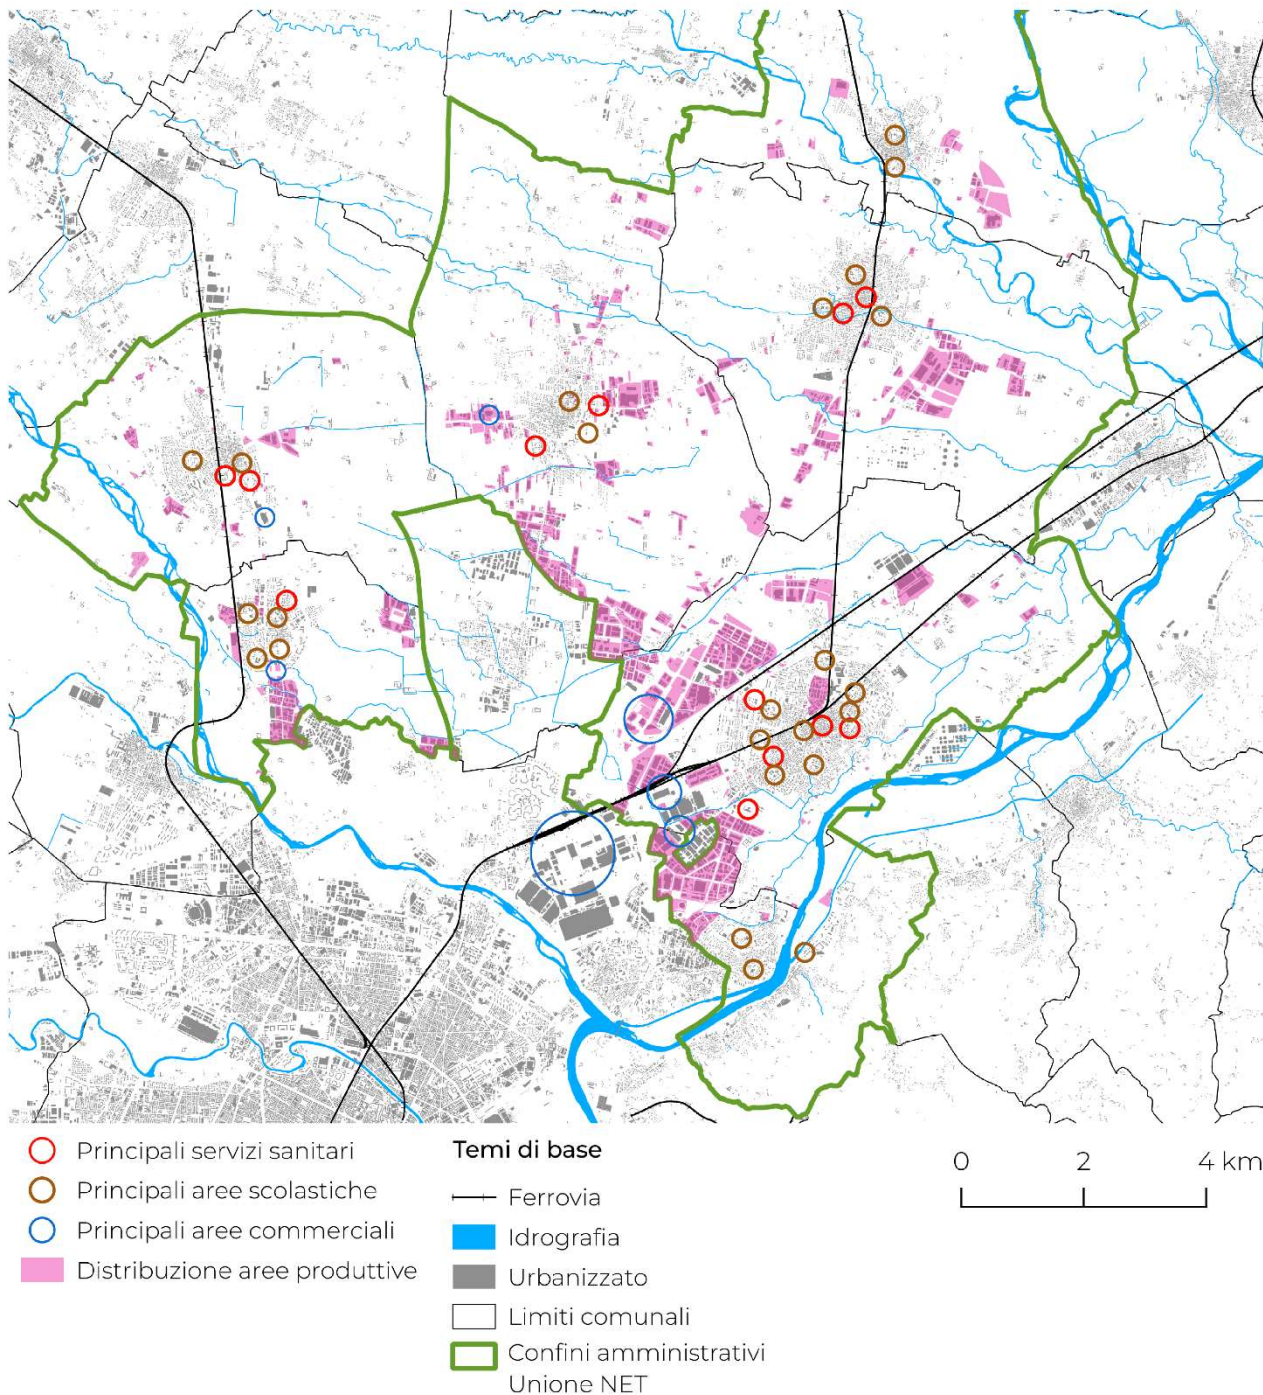 Principali servizi sanitari
Principali aree scolastiche
Principali aree commerciali
Distribuzione aree produttive
Temi di base
Ferrovia
Idrografia
Urbanizzato
Limiti comunali
Confini amministrativi
Unione NET
0 2 4 km